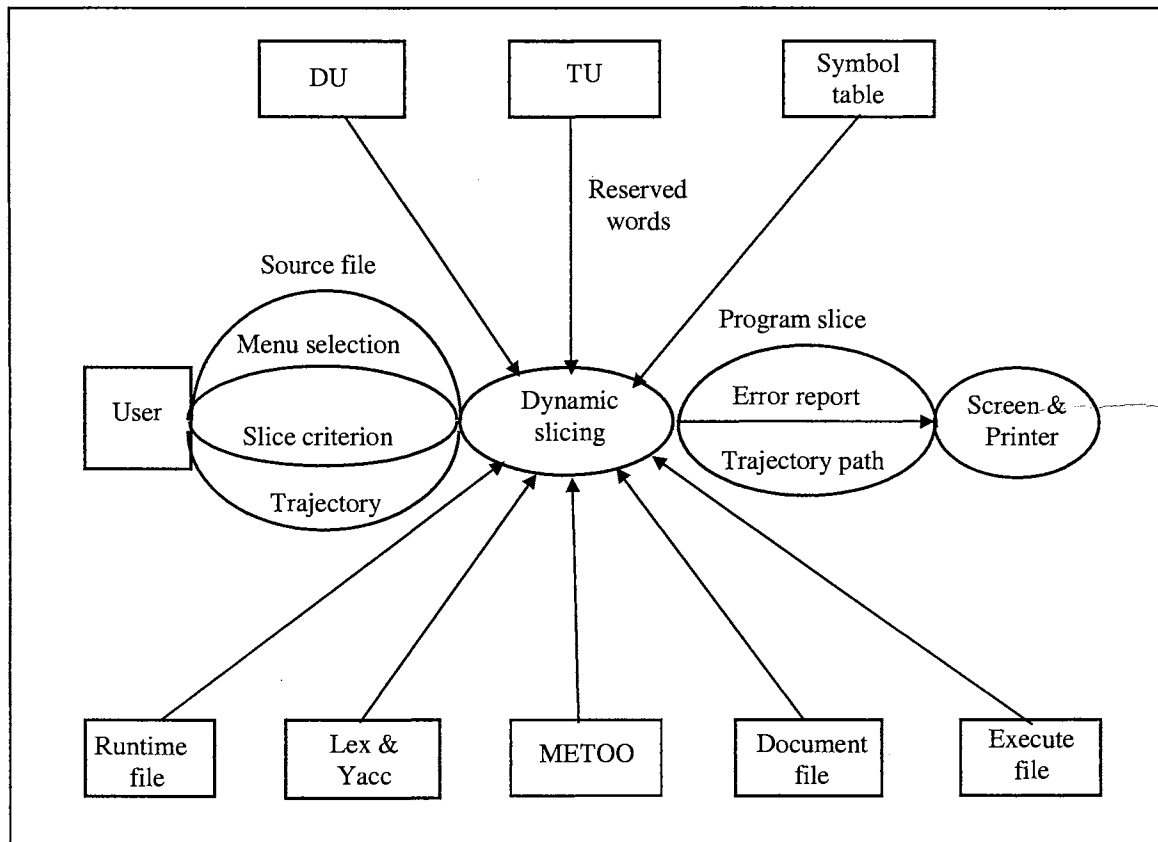 DU
TU
Symbol
table
Reserved
words
Source file
Menu selection
Slice criterion
Trajectory
User
Dynamic
slicing
Program slice
Error report
Trajectory path
Screen &
Printer
Runtime
file
Lex &
Yacc
METOO
Document
file
Execute
file